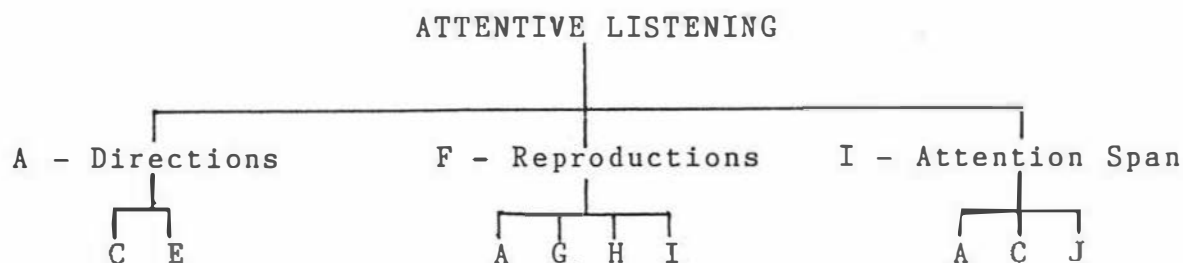 ATTENTIVE LISTENING
A - Directions F - Reproductions I - Attention Span
C E A G H I A C J